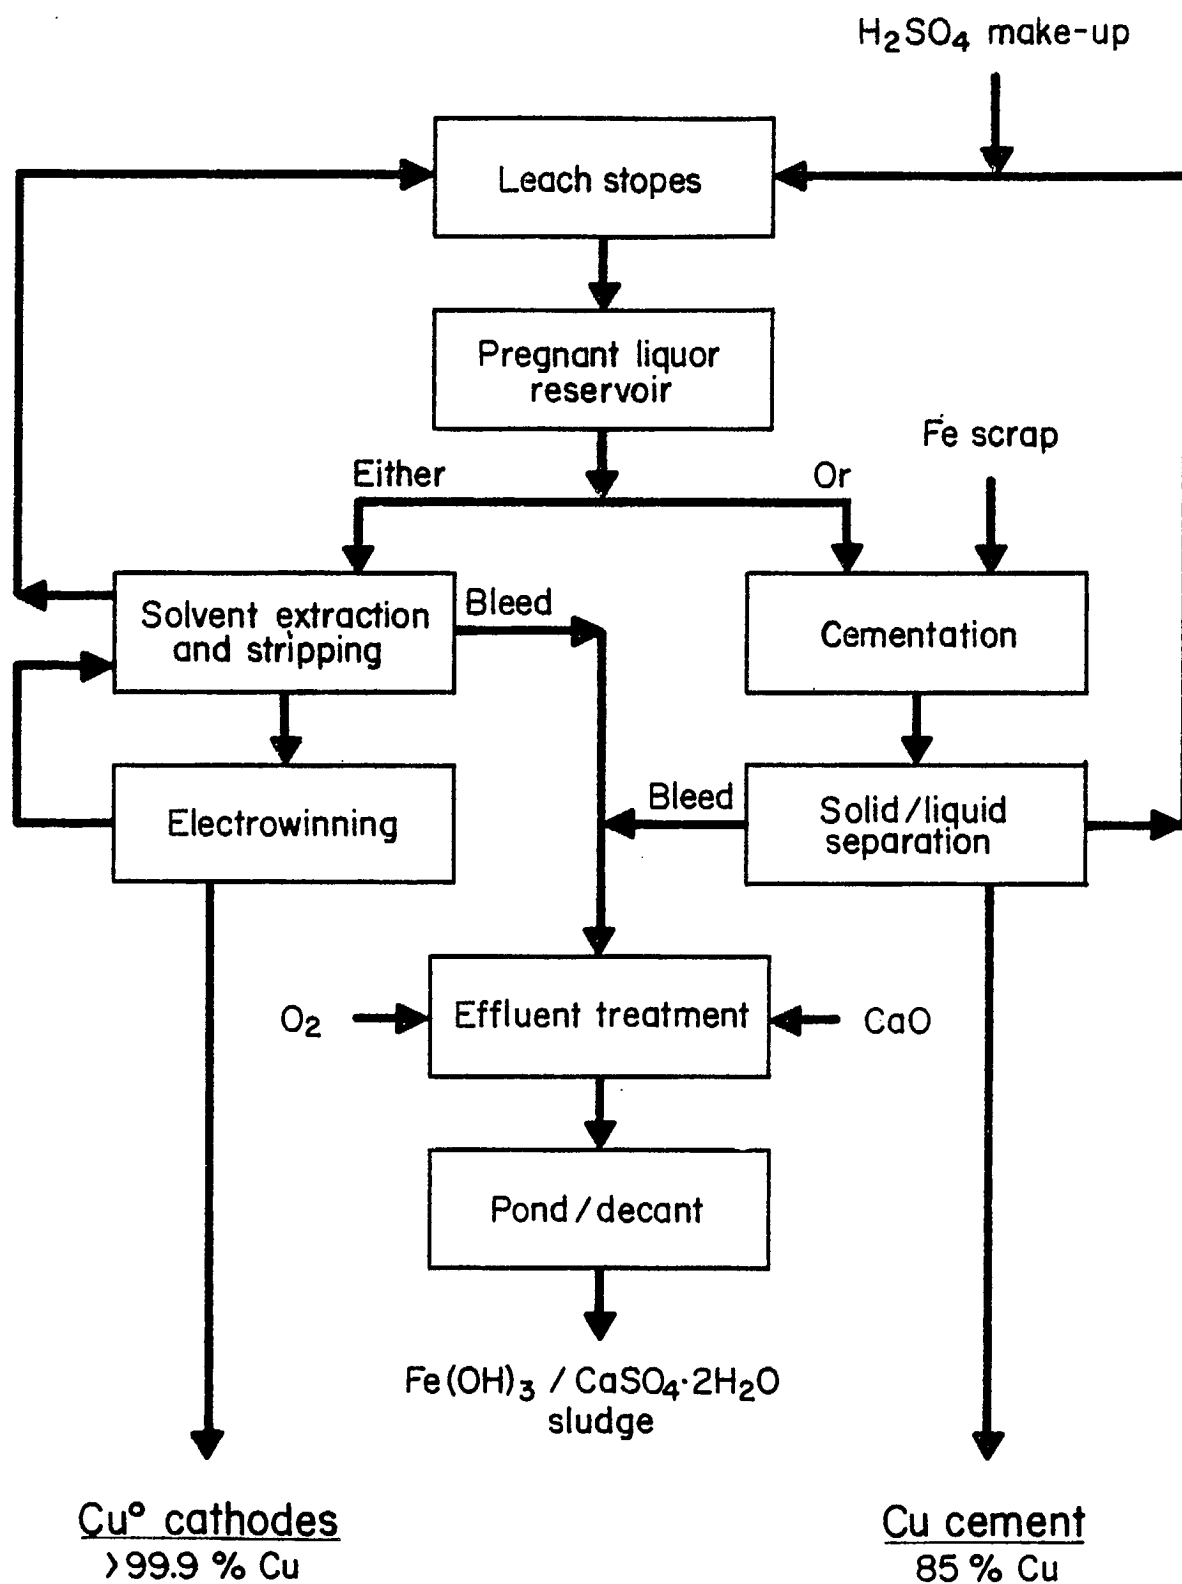 H₂SO₄ make-up
Leach stopes
Pregnant liquor
reservoir
Fe scrap
Either
Or
Solvent extraction
and stripping
Bleed
Cementation
Electrowinning
Bleed
Solid/liquid
separation
O₂
Effluent treatment
CaO
Pond/decant
Fe(OH)₃ / CaSO₄·2H₂O
sludge
Cu° cathodes
>99.9 % Cu
Cu cement
85 % Cu